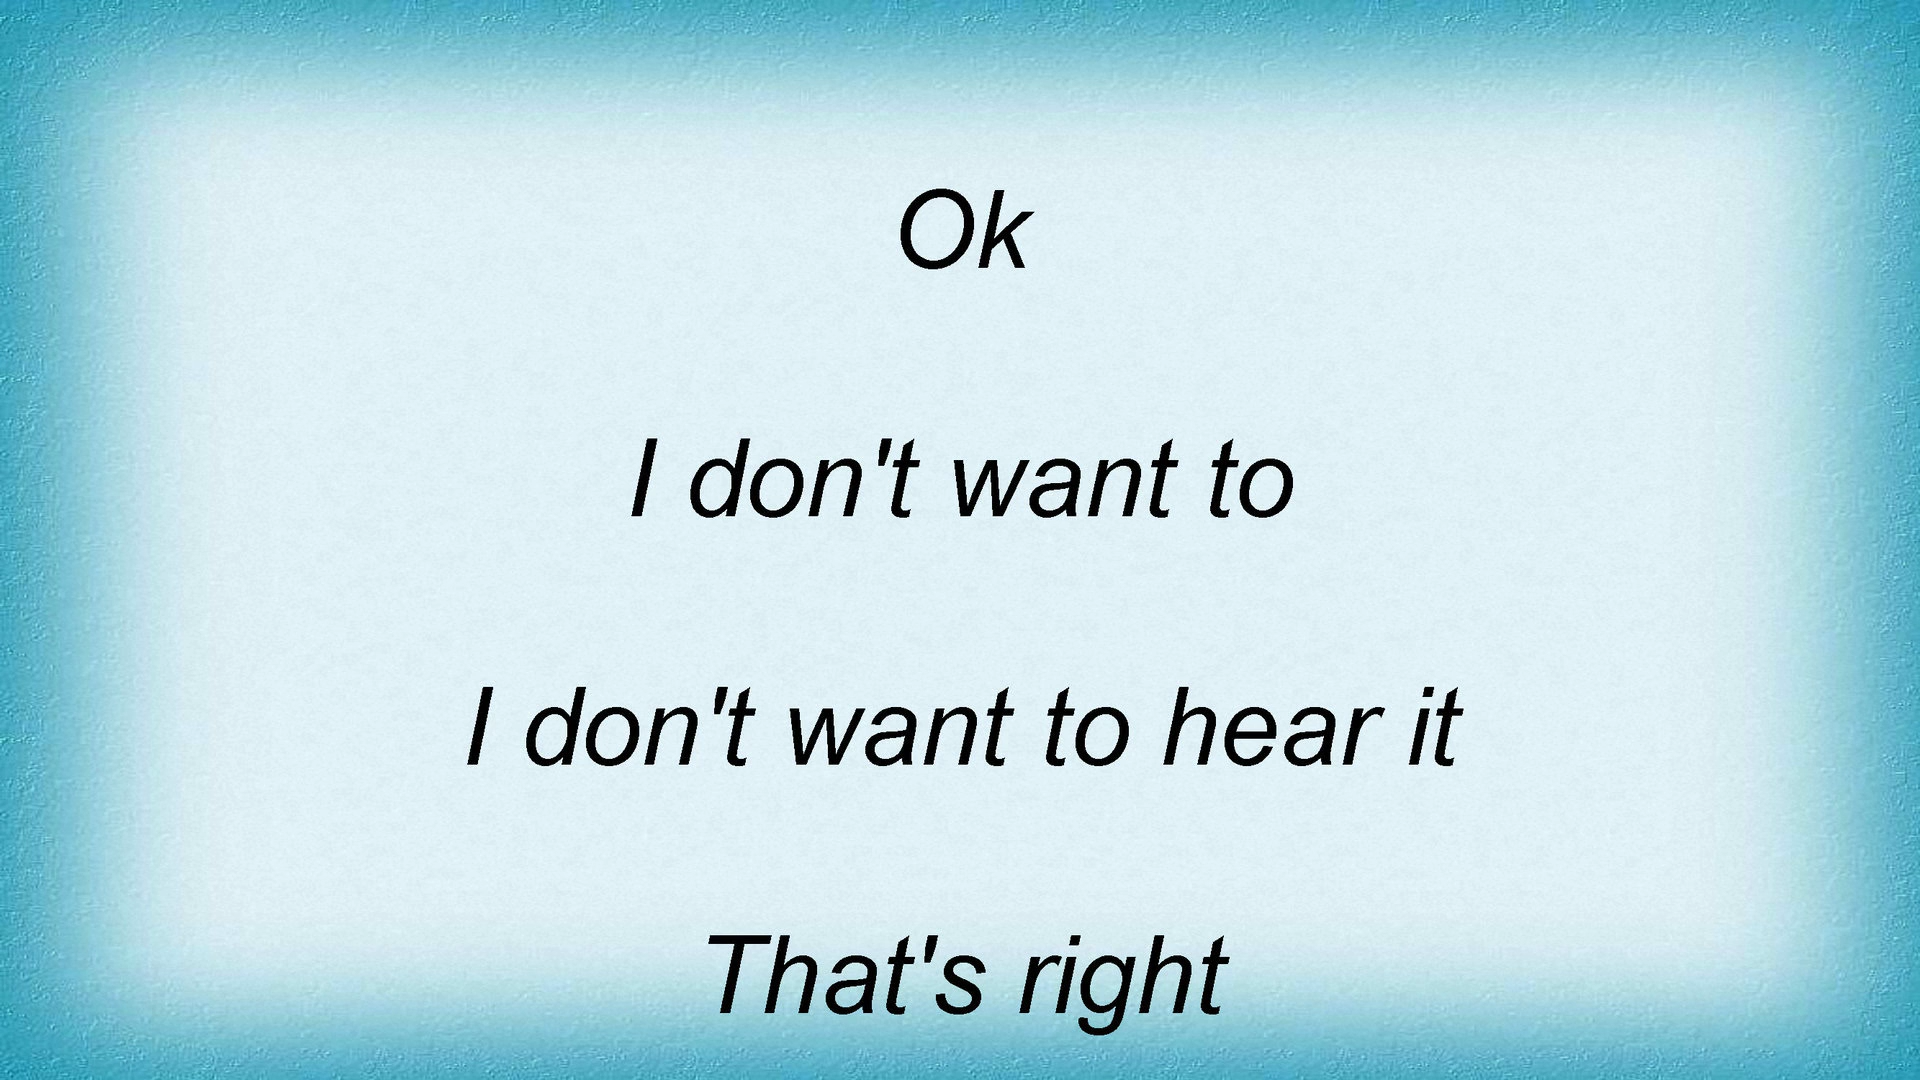 Ok
I don't want to
I don't want to hear it
That's right